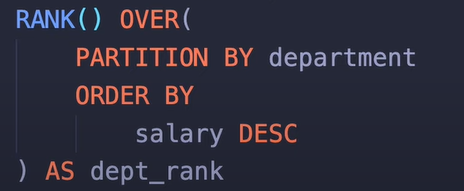 RANK() OVER(
PARTITION BY department
ORDER BY
salary DESC
) AS dept_rank